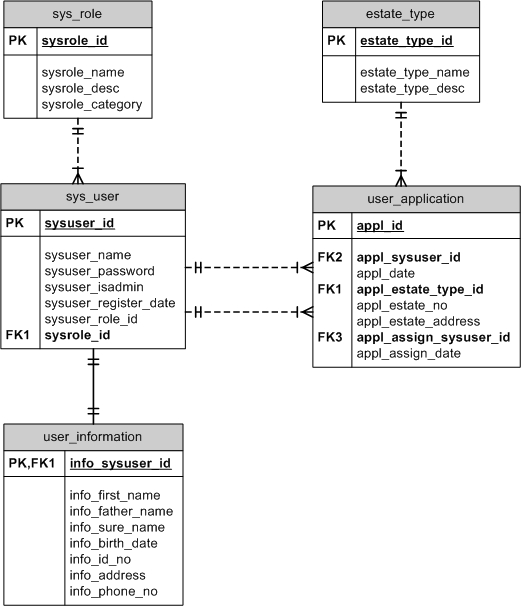 sys_role
PK sysrole_id
sysrole_name
sysrole_desc
sysrole_category
estate_type
PK estate_type_id
estate_type_name
estate_type_desc
sys_user
PK sysuser_id
sysuser_name
sysuser_password
sysuser_isadmin
sysuser_register_date
sysuser_role_id
FK1 sysrole_id
user_application
PK appl_id
FK2 appl_sysuser_id
appl_date
FK1 appl_estate_type_id
appl_estate_no
appl_estate_address
FK3 appl_assign_sysuser_id
appl_assign_date
user_information
PK,FK1 info_sysuser_id
info_first_name
info_father_name
info_sure_name
info_birth_date
info_id_no
info_address
info_phone_no